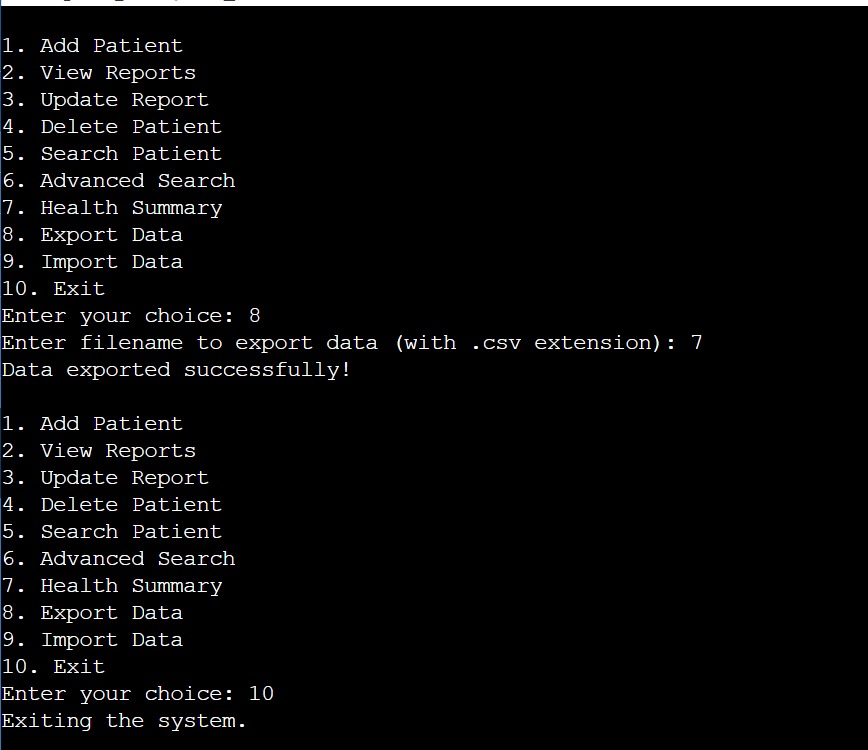 1. Add Patient
2. View Reports
3. Update Report
4. Delete Patient
5. Search Patient
6. Advanced Search
7. Health Summary
8. Export Data
9. Import Data
10. Exit
Enter your choice: 8
Enter filename to export data (with .csv extension): 7
Data exported successfully!
1. Add Patient
2. View Reports
3. Update Report
4. Delete Patient
5. Search Patient
6. Advanced Search
7. Health Summary
8. Export Data
9. Import Data
10. Exit
Enter your choice: 10
Exiting the system.